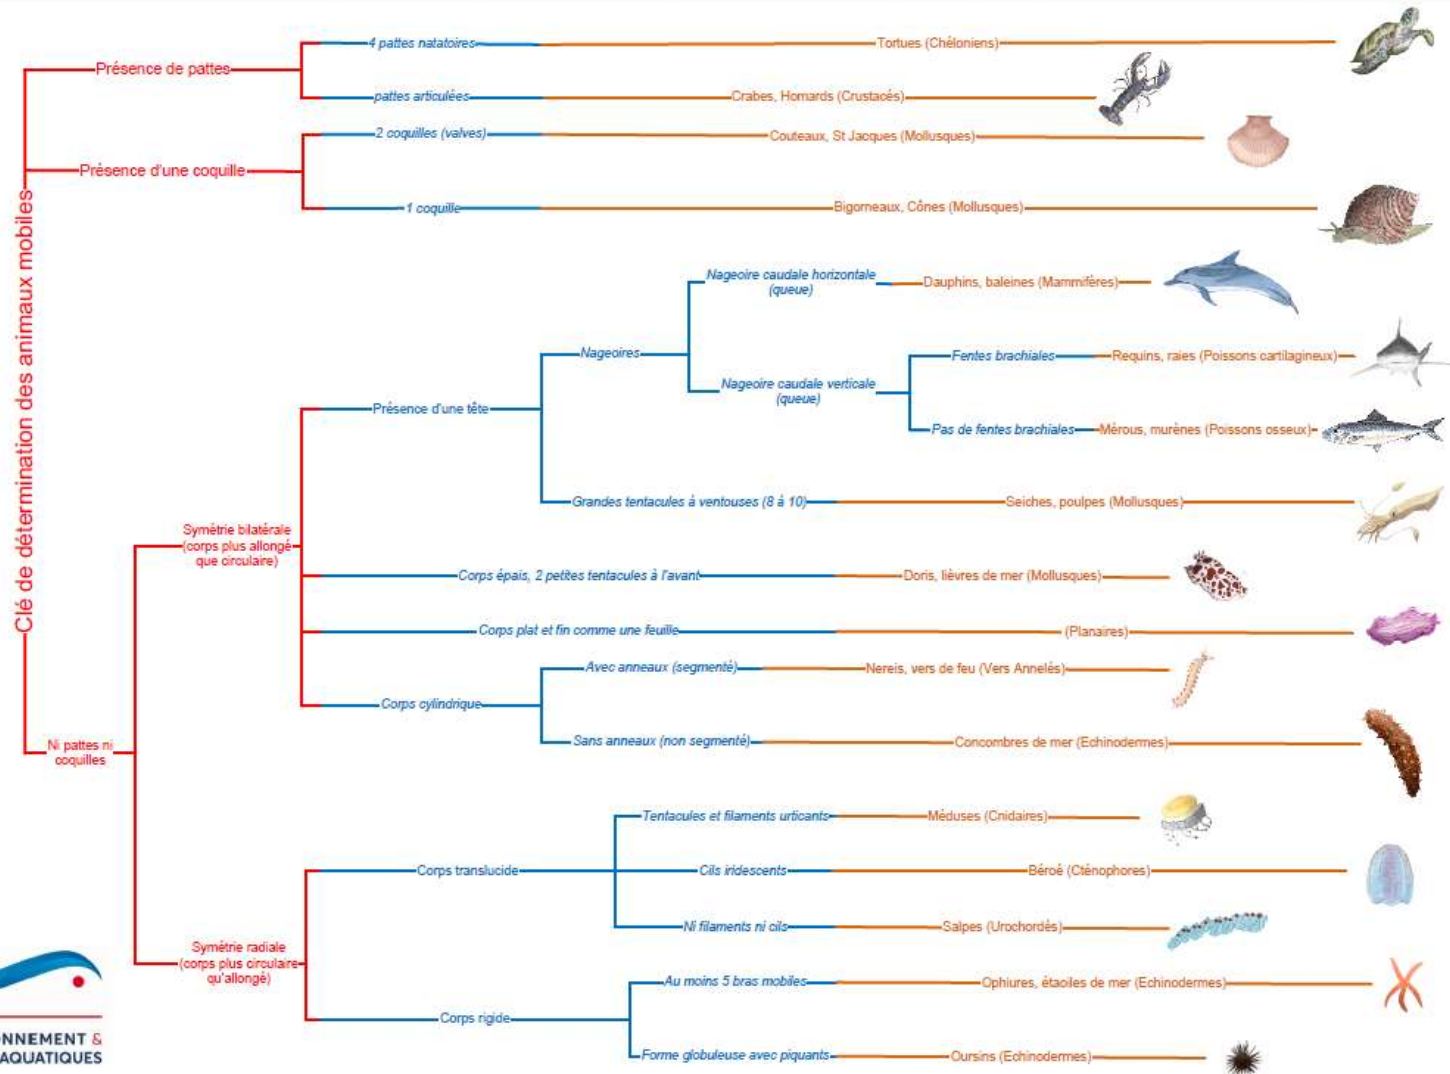 Clé de détermination des animaux mobiles
Présence de pattes
4 pattes natatoires
Tortues (Chéloniens)
pattes articulées
Crabes, Homards (Crustacés)
Présence d'une coquille
2 coquilles (valves)
Couteaux, St Jacques (Mollusques)
1 coquille
Bigorneaux, Cônes (Mollusques)
Ni pattes ni
coquilles
Symétrie bilatérale
(corps plus allongé
que circulaire)
Présence d'une tête
Nageoires
Nageoire caudale horizontale
(queue)
Dauphins, baleines (Mammifères)
Nageoire caudale verticale
(queue)
Fentes brachiales
Requins, raies (Poissons cartilagineux)
Pas de fentes brachiales
Mérous, murènes (Poissons osseux)
Grandes tentacules à ventouses (8 à 10)
Seiches, poulpes (Mollusques)
Corps épais, 2 petites tentacules à l'avant
Doris, lièvres de mer (Mollusques)
Corps plat et fin comme une feuille
(Planaires)
Corps cylindrique
Avec anneaux (segmenté)
Nereis, vers de feu (Vers Annelés)
Sans anneaux (non segmenté)
Concombres de mer (Echinodermes)
Symétrie radiale
(corps plus circulaire
qu'allongé)
Corps translucide
Tentacules et filaments urticants
Méduses (Cnidaires)
Cils iridescents
Béroé (Cténophores)
Ni filaments ni cils
Salpes (Urochordés)
Corps rigide
Au moins 5 bras mobiles
Ophiures, étaoiles de mer (Echinodermes)
Forme globuleuse avec piquants
Oursins (Echinodermes)
ONNEMENT &
AQUATIQUES